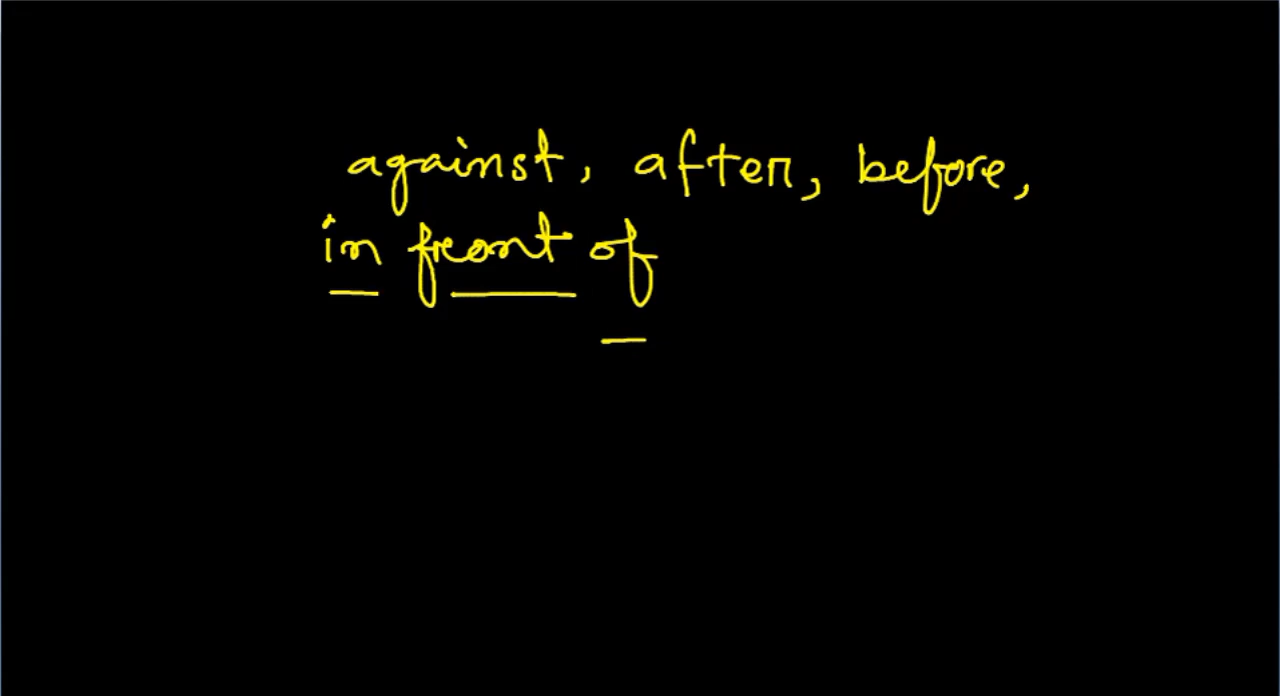 against, after, before,
in front of